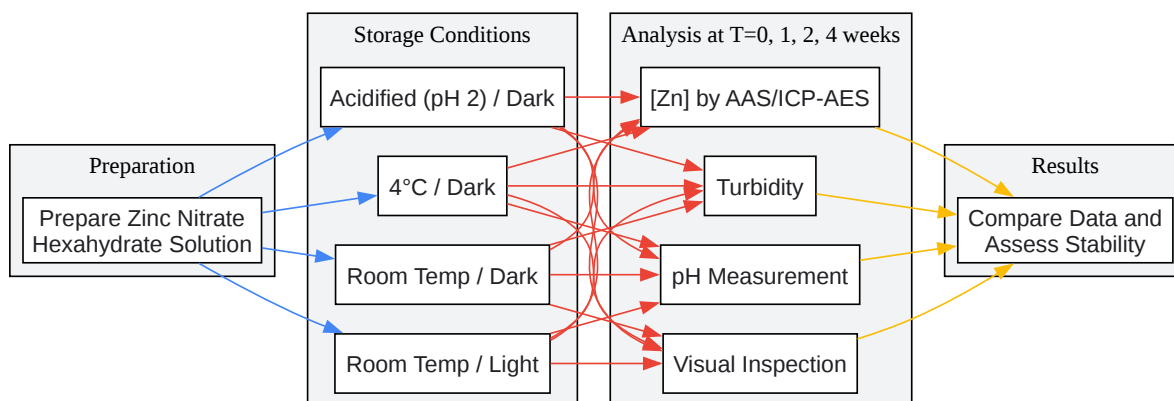 Preparation
Prepare Zinc Nitrate
Hexahydrate Solution
Storage Conditions
Acidified (pH 2) / Dark
4°C / Dark
Room Temp / Dark
Room Temp / Light
Analysis at T=0, 1, 2, 4 weeks
[Zn] by AAS/ICP-AES
Turbidity
pH Measurement
Visual Inspection
Results
Compare Data and
Assess Stability